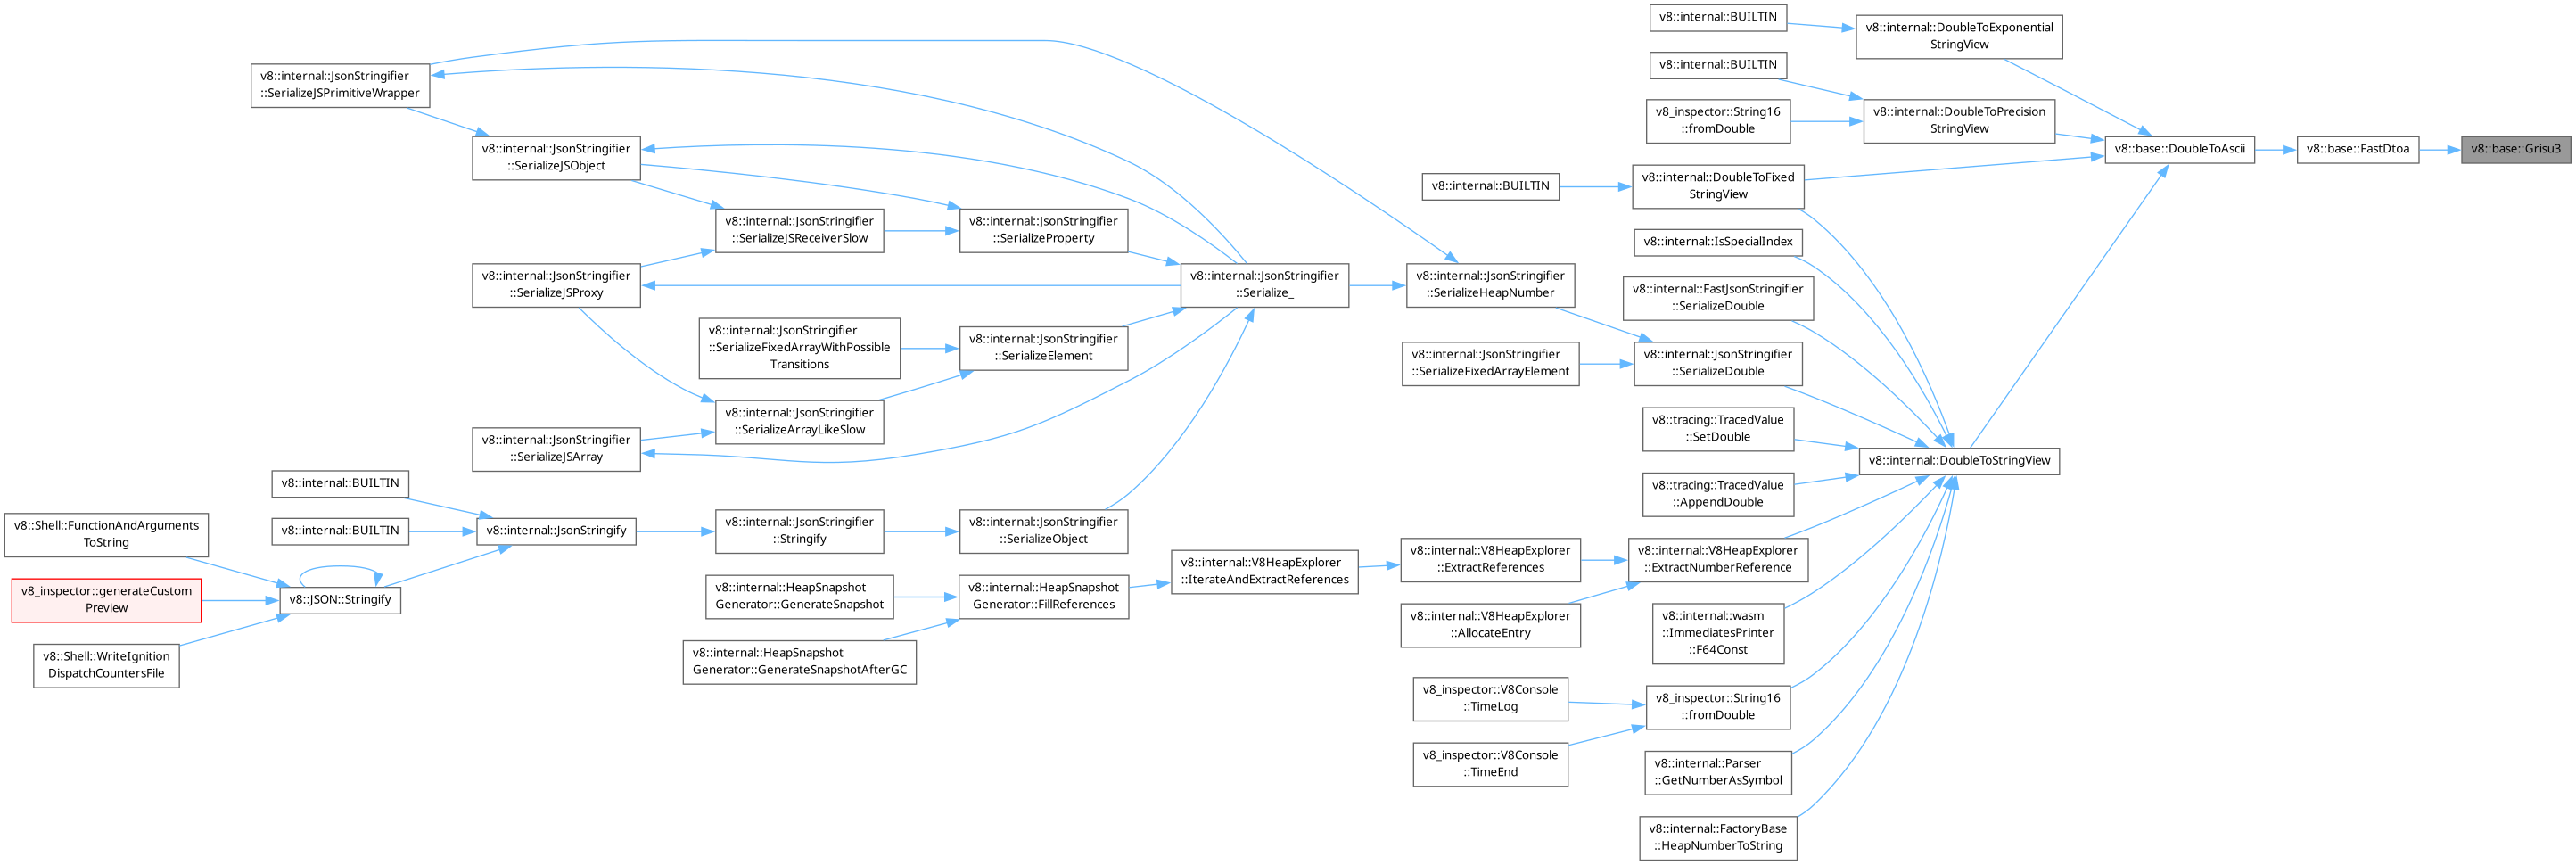 v8::internal::BUILTIN
v8::internal::DoubleToExponential
StringView
v8::internal::JsonStringifier
::SerializeJSPrimitiveWrapper
v8::internal::BUILTIN
v8_inspector::String16
::fromDouble
v8::internal::DoubleToPrecision
StringView
v8::internal::JsonStringifier
::SerializeJSObject
v8::base::DoubleToAscii
v8::base::FastDtoa
v8::base::Grisu3
v8::internal::BUILTIN
v8::internal::DoubleToFixed
StringView
v8::internal::JsonStringifier
::SerializeJSReceiverSlow
v8::internal::JsonStringifier
::SerializeProperty
v8::internal::IsSpecialIndex
v8::internal::JsonStringifier
::SerializeJSProxy
v8::internal::JsonStringifier
::Serialize_
v8::internal::JsonStringifier
::SerializeHeapNumber
v8::internal::FastJsonStringifier
::SerializeDouble
v8::internal::JsonStringifier
::SerializeFixedArrayWithPossible
Transitions
v8::internal::JsonStringifier
::SerializeElement
v8::internal::JsonStringifier
::SerializeFixedArrayElement
v8::internal::JsonStringifier
::SerializeDouble
v8::internal::JsonStringifier
::SerializeArrayLikeSlow
v8::tracing::TracedValue
::SetDouble
v8::internal::JsonStringifier
::SerializeJSArray
v8::internal::DoubleToStringView
v8::internal::BUILTIN
v8::tracing::TracedValue
::AppendDouble
v8::Shell::FunctionAndArguments
ToString
v8::internal::BUILTIN
v8::internal::JsonStringify
v8::internal::JsonStringifier
::Stringify
v8::internal::JsonStringifier
::SerializeObject
v8::internal::V8HeapExplorer
::IterateAndExtractReferences
v8::internal::V8HeapExplorer
::ExtractReferences
v8::internal::V8HeapExplorer
::ExtractNumberReference
v8_inspector::generateCustom
Preview
v8::JSON::Stringify
v8::internal::HeapSnapshot
Generator::GenerateSnapshot
v8::internal::HeapSnapshot
Generator::FillReferences
v8::internal::V8HeapExplorer
::AllocateEntry
v8::internal::wasm
::ImmediatesPrinter
::F64Const
v8::Shell::WriteIgnition
DispatchCountersFile
v8::internal::HeapSnapshot
Generator::GenerateSnapshotAfterGC
v8_inspector::V8Console
::TimeLog
v8_inspector::String16
::fromDouble
v8_inspector::V8Console
::TimeEnd
v8::internal::Parser
::GetNumberAsSymbol
v8::internal::FactoryBase
::HeapNumberToString